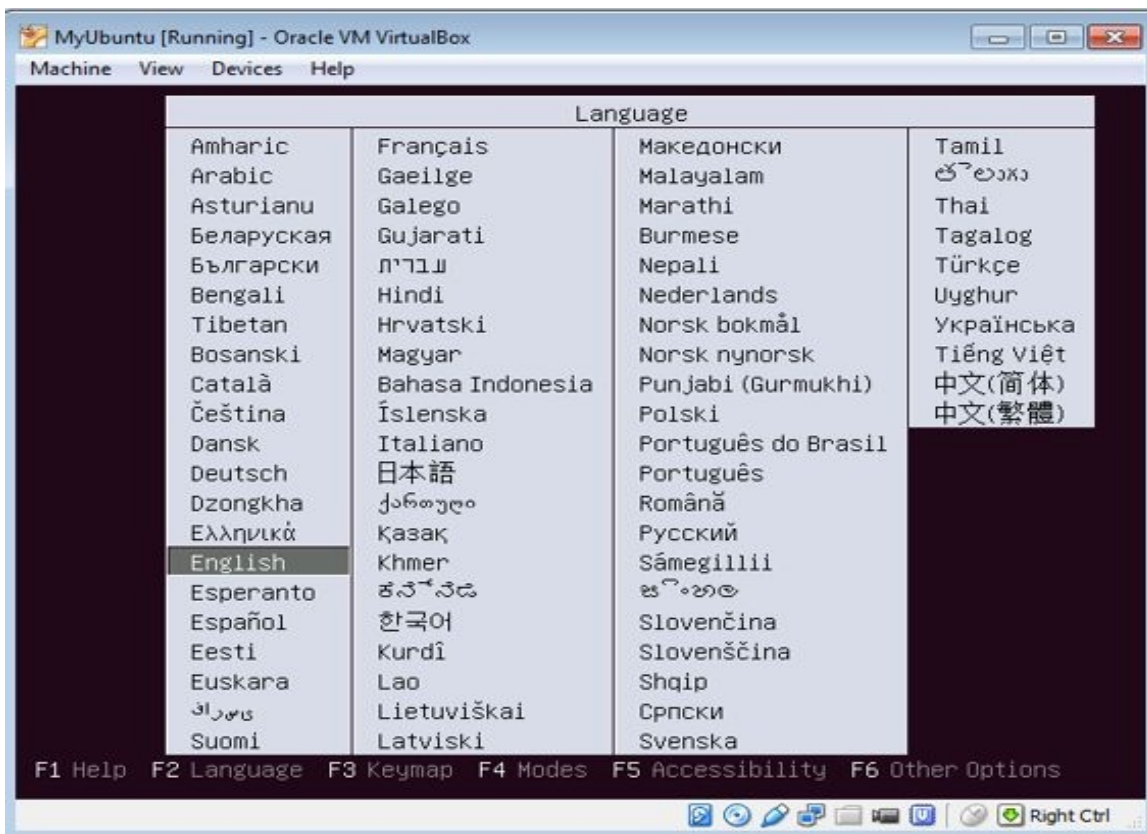 MyUbuntu [Running] - Oracle VM VirtualBox
Machine View Devices Help
Language
Amharic
Arabic
Asturianu
Беларуская
Български
Bengali
Tibetan
Bosanski
Català
Čeština
Dansk
Deutsch
Dzongkha
Ελληνικά
English
Esperanto
Español
Eesti
Euskara
فارسی
Suomi
Français
Gaeilge
Galego
Gujarati
עברית
Hindi
Hrvatski
Magyar
Bahasa Indonesia
Íslenska
Italiano
日本語
ქართული
Қазақ
Khmer
ಕನ್ನಡ
한국어
Kurdî
Lao
Lietuviškai
Latviski
Македонски
Malayalam
Marathi
Burmese
Nepali
Nederlands
Norsk bokmål
Norsk nynorsk
Punjabi (Gurmukhi)
Polski
Português do Brasil
Português
Română
Русский
Sámegillii
සිංහල
Slovenčina
Slovenščina
Shqip
Српски
Svenska
Tamil
తెలుగు
Thai
Tagalog
Türkçe
Uyghur
Українська
Tiếng Việt
中文(简体)
中文(繁體)
F1 Help F2 Language F3 Keymap F4 Modes F5 Accessibility F6 Other Options
Right Ctrl